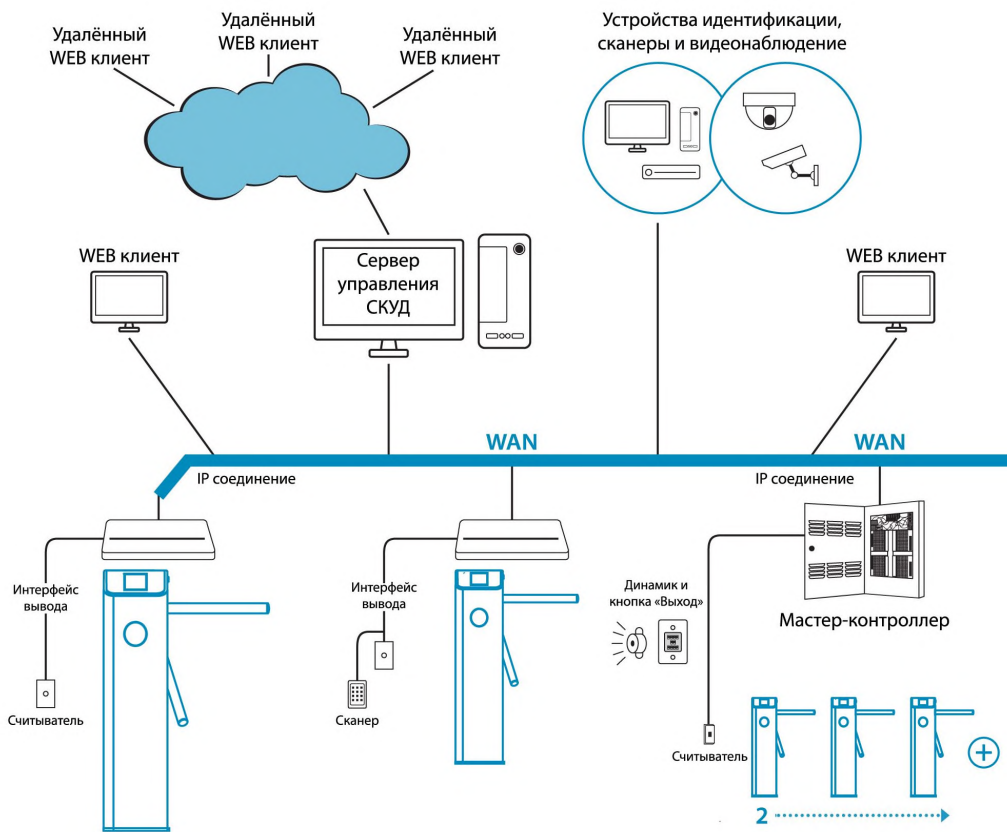 Удалённый
WEB клиент
Удалённый
WEB клиент
Удалённый
WEB клиент
Устройства идентификации,
сканеры и видеонаблюдение
WEB клиент
Сервер
управления
СКУД
WEB клиент
WAN
WAN
IP соединение
IP соединение
Интерфейс
вывода
Интерфейс
вывода
Динамик и
кнопка «Выход»
Мастер-контроллер
Считыватель
Сканер
Считыватель
2